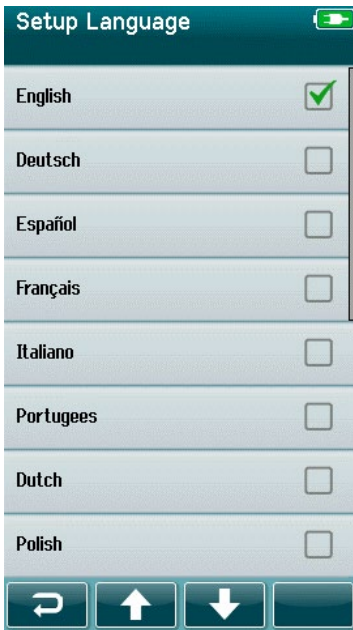 Setup Language
English
Deutsch
Español
Français
Italiano
Portugees
Dutch
Polish